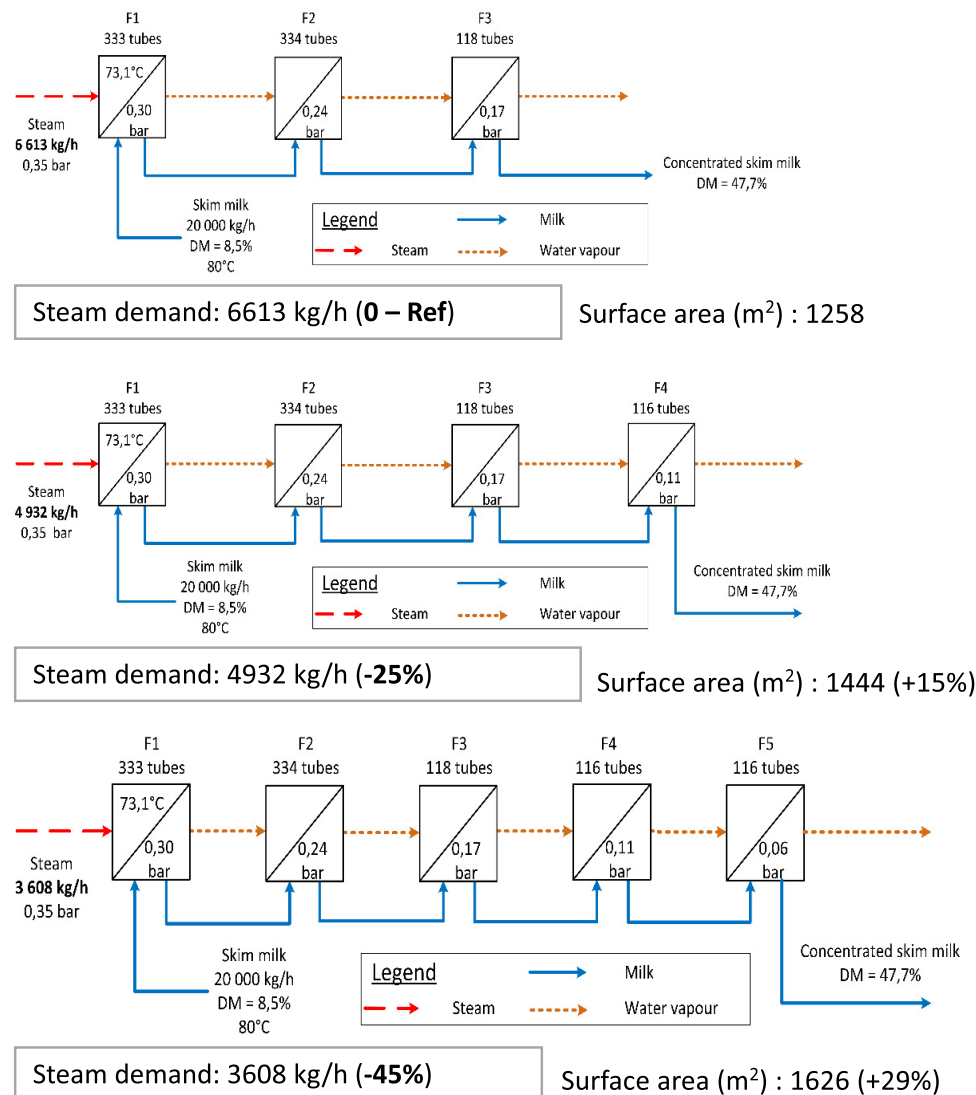 F1
F2
F3
333 tubes
334 tubes
118 tubes
73,1°C
0,30
bar
0,24
bar
0,17
bar
Steam
6 613 kg/h
0,35 bar
Skim milk
20 000 kg/h
DM = 8,5%
80°C
Concentrated skim milk
DM = 47,7%
Legend
Milk
Steam
Water vapour
Steam demand: 6613 kg/h (0 – Ref)
Surface area (m²) : 1258
F1
F2
F3
F4
333 tubes
334 tubes
118 tubes
116 tubes
73,1°C
0,30
bar
0,24
bar
0,17
bar
0,11
bar
Steam
4 932 kg/h
0,35 bar
Skim milk
20 000 kg/h
DM = 8,5%
80°C
Concentrated skim milk
DM = 47,7%
Legend
Milk
Steam
Water vapour
Steam demand: 4932 kg/h (-25%)
Surface area (m²) : 1444 (+15%)
F1
F2
F3
F4
F5
333 tubes
334 tubes
118 tubes
116 tubes
116 tubes
73,1°C
0,30
bar
0,24
bar
0,17
bar
0,11
bar
0,06
bar
Steam
3 608 kg/h
0,35 bar
Skim milk
20 000 kg/h
DM = 8,5%
80°C
Concentrated skim milk
DM = 47,7%
Legend
Milk
Steam
Water vapour
Steam demand: 3608 kg/h (-45%)
Surface area (m²) : 1626 (+29%)